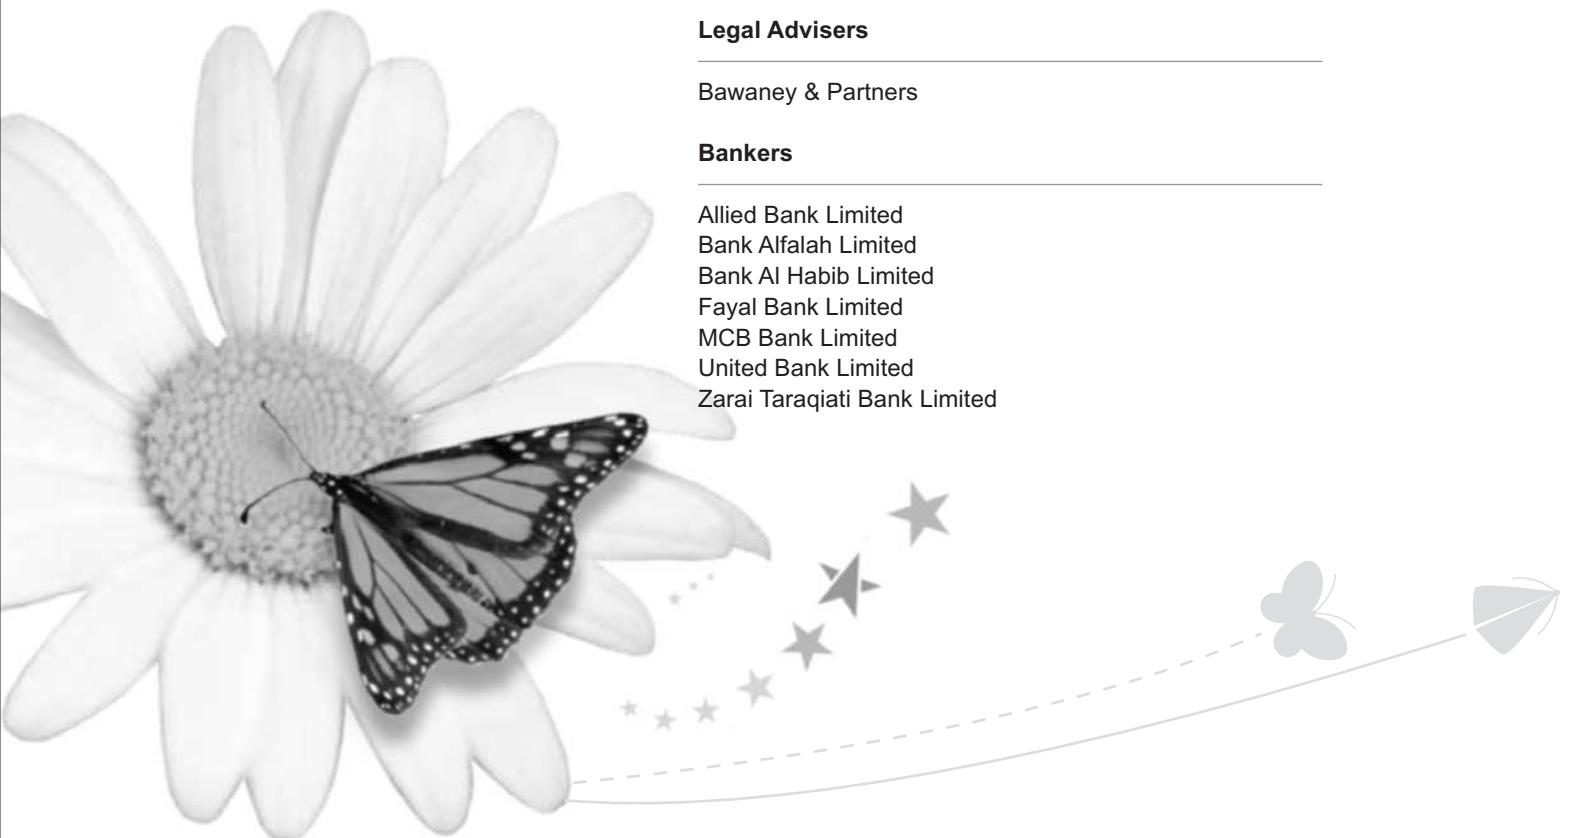 Legal Advisers
Bawaney & Partners
Bankers
Allied Bank Limited
Bank Alfalah Limited
Bank Al Habib Limited
Fayal Bank Limited
MCB Bank Limited
United Bank Limited
Zarai Taraqiati Bank Limited